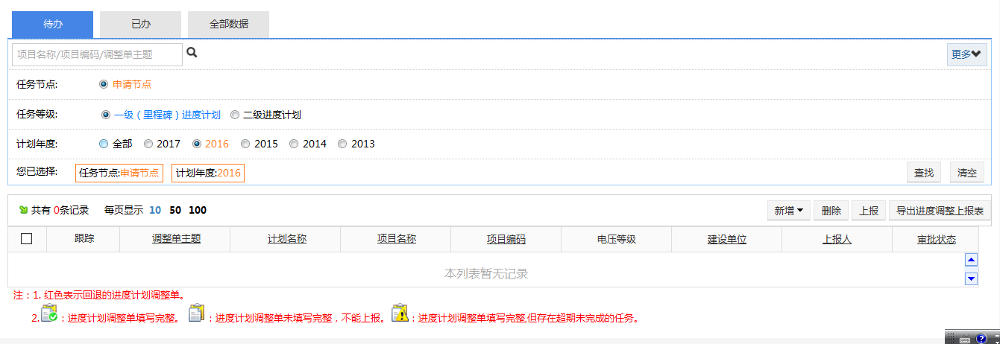 待办 已办 全部数据
项目名称/项目编码/调整单主题 更多
任务节点: 申请节点
任务等级: 一级（里程碑）进度计划 二级进度计划
计划年度: 全部 2017 2016 2015 2014 2013
您已选择: 任务节点:申请节点 计划年度:2016 查找 清空
共有 0条记录 每页显示 10 50 100 新增 删除 上报 导出进度调整上报表
跟踪 调整单主题 计划名称 项目名称 项目编码 电压等级 建设单位 上报人 审批状态
本列表暂无记录
注：1. 红色表示回退的进度计划调整单。
2. ：进度计划调整单填写完整。 ：进度计划调整单未填写完整，不能上报。 ：进度计划调整单填写完整,但存在超期未完成的任务。